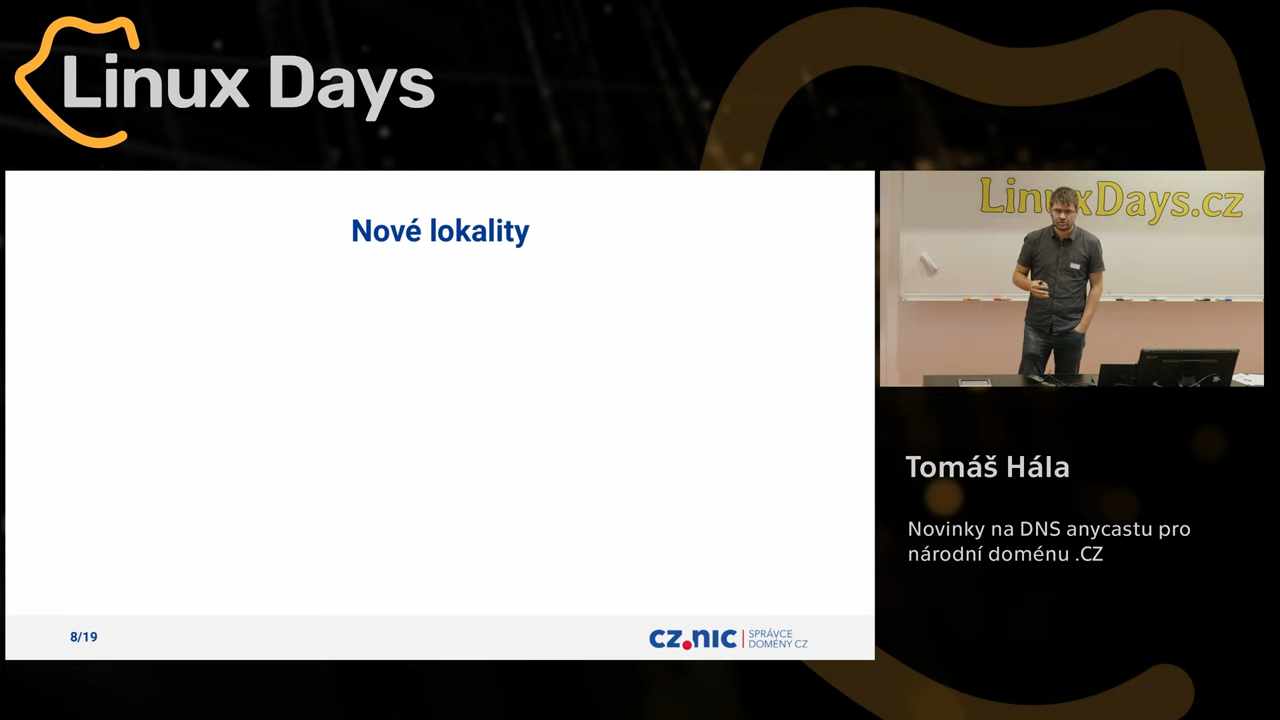 Linux Days
Nové lokality
LinuxDays.cz
Tomáš Hála
Novinky na DNS anycastu pro
národní doménu .CZ
8/19
cz.nic
SPRÁVCE
DOMÉNY CZ